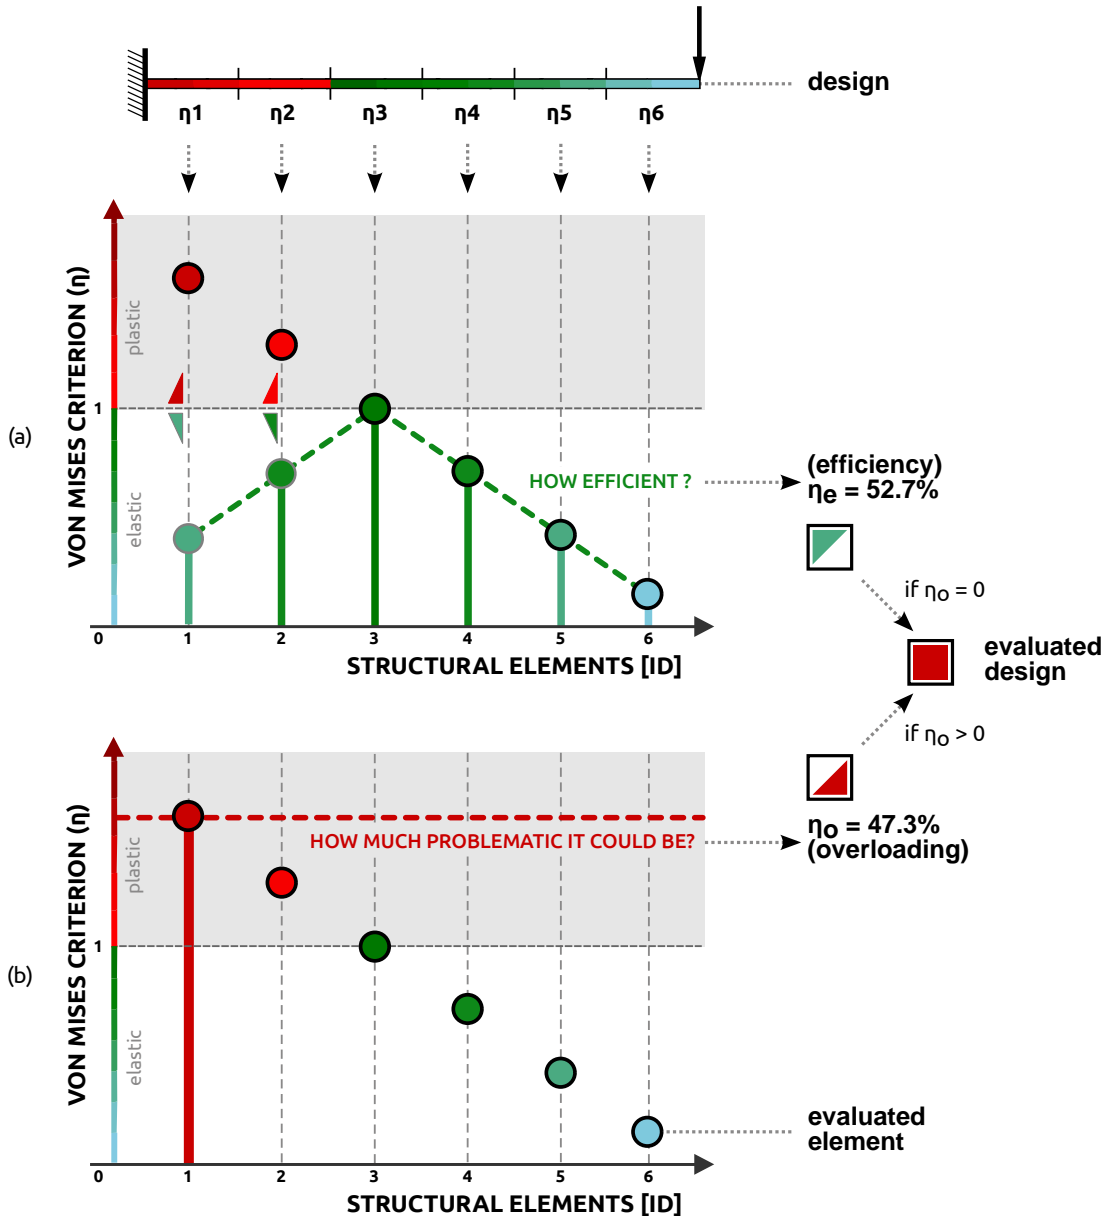 design
η1 η2 η3 η4 η5 η6
(a)
VON MISES CRITERION (η)
plastic
elastic
1
0 1 2 3 4 5 6
STRUCTURAL ELEMENTS [ID]
HOW EFFICIENT ?
(efficiency)
ηe = 52.7%
if ηo = 0
evaluated
design
if ηo > 0
ηo = 47.3%
(overloading)
(b)
VON MISES CRITERION (η)
plastic
elastic
1
HOW MUCH PROBLEMATIC IT COULD BE?
evaluated
element
0 1 2 3 4 5 6
STRUCTURAL ELEMENTS [ID]